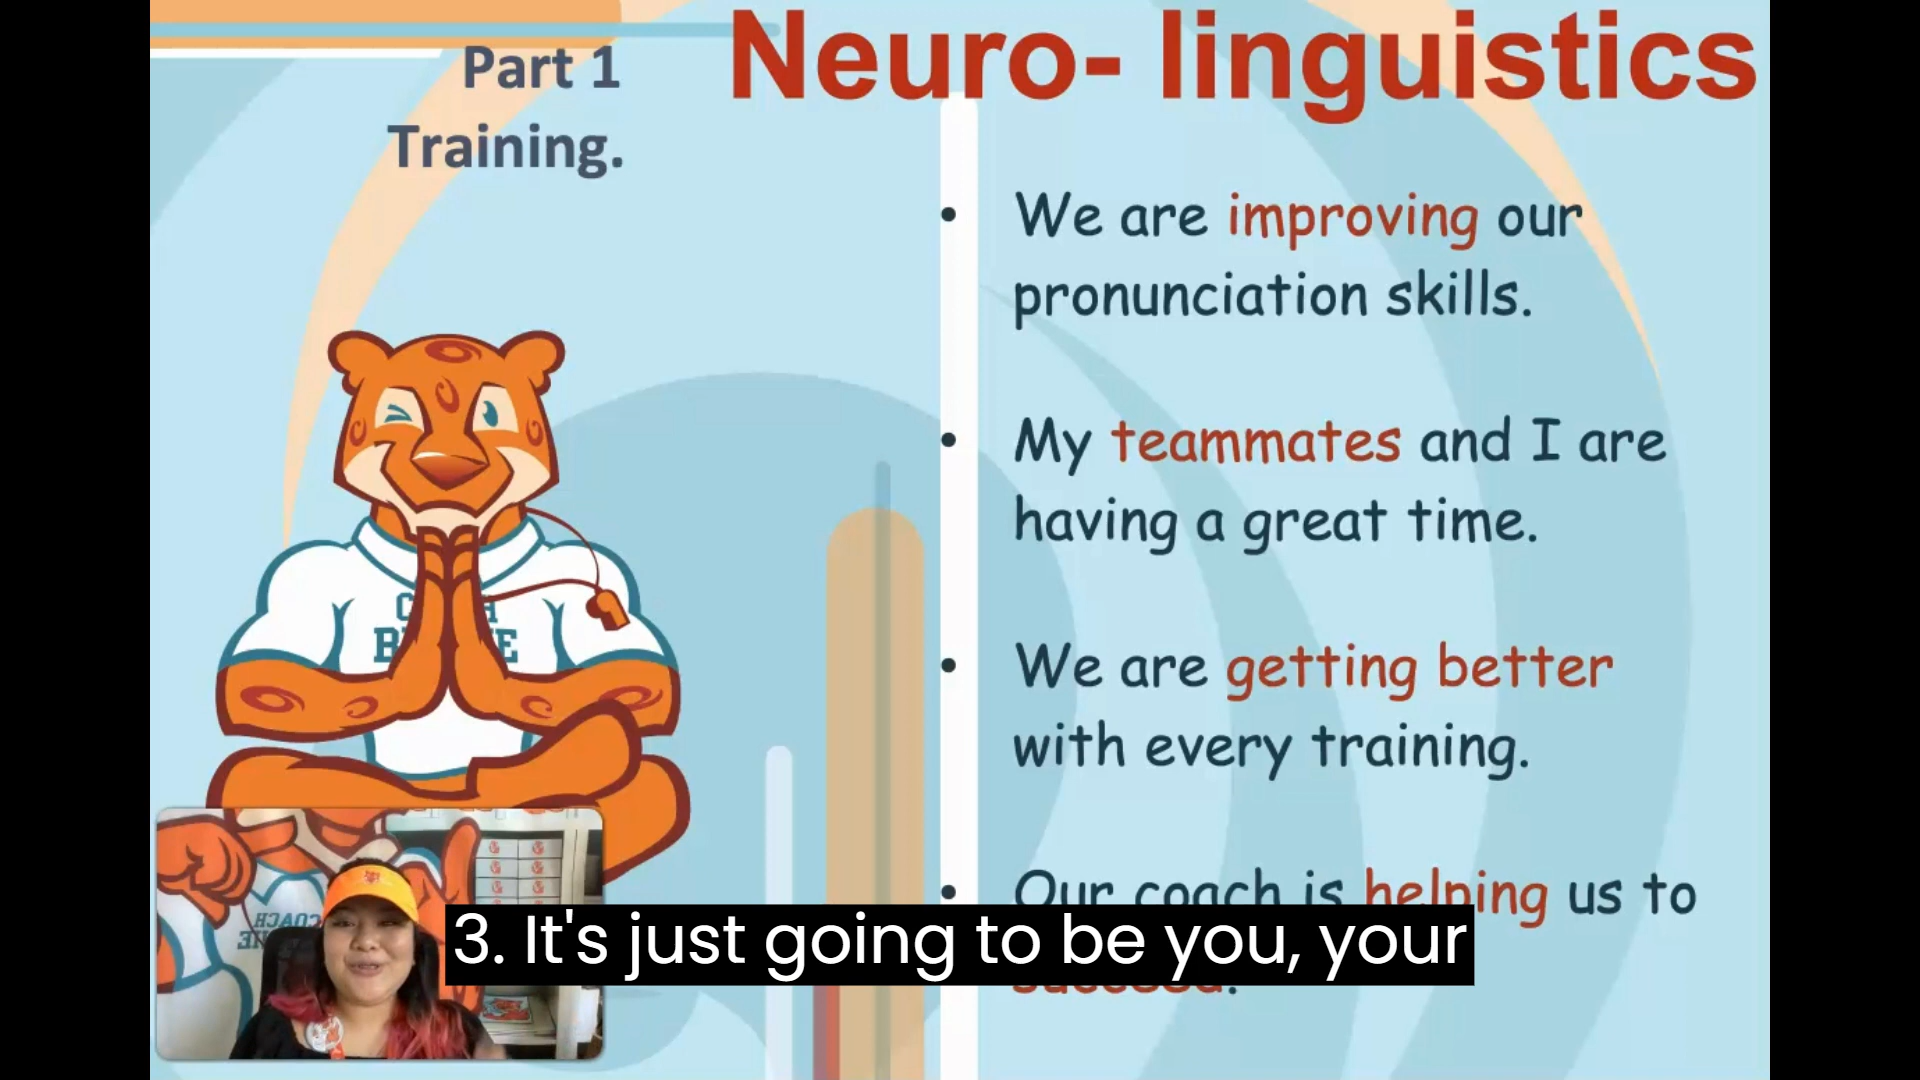 Part 1
Training.
Neuro- linguistics
• We are improving our
pronunciation skills.
• My teammates and I are
having a great time.
• We are getting better
with every training.
• Our coach is helping us to
3. It's just going to be you, your
COACH